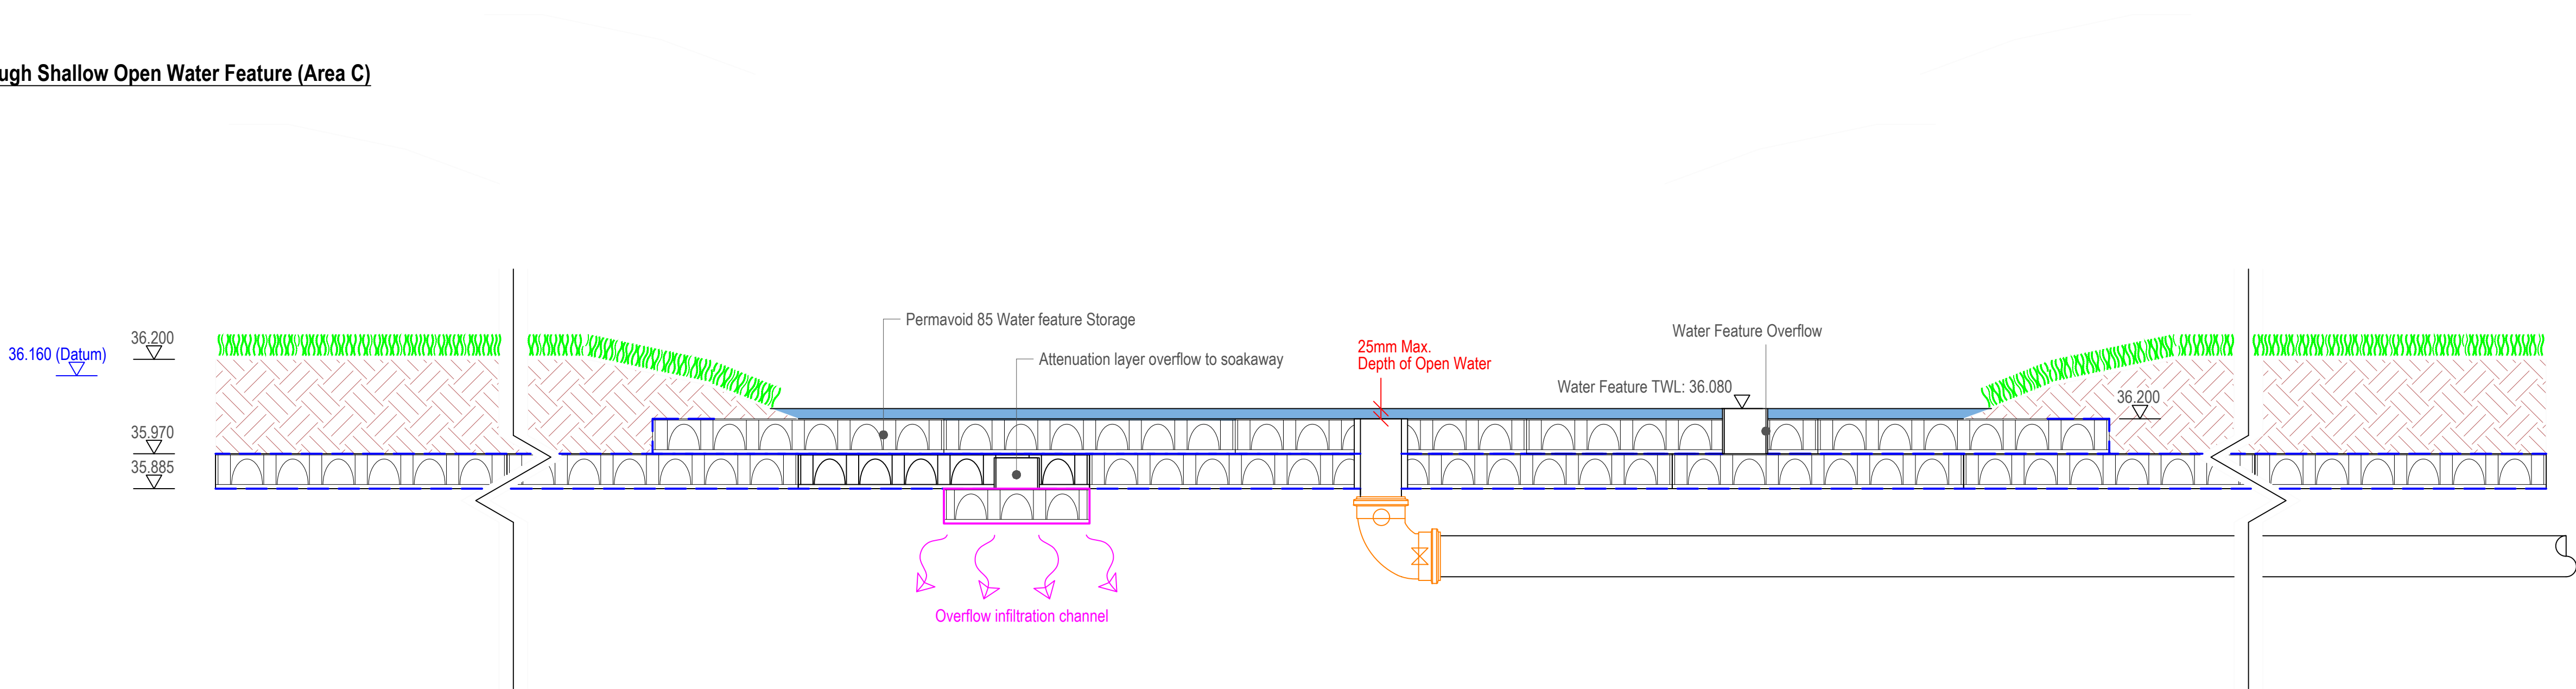 ugh Shallow Open Water Feature (Area C)
Permavoid 85 Water feature Storage
Water Feature Overflow
36.200
36.160 (Datum)
25mm Max.
Depth of Open Water
Attenuation layer overflow to soakaway
Water Feature TWL: 36.080
36.200
35.970
35.885
Overflow infiltration channel